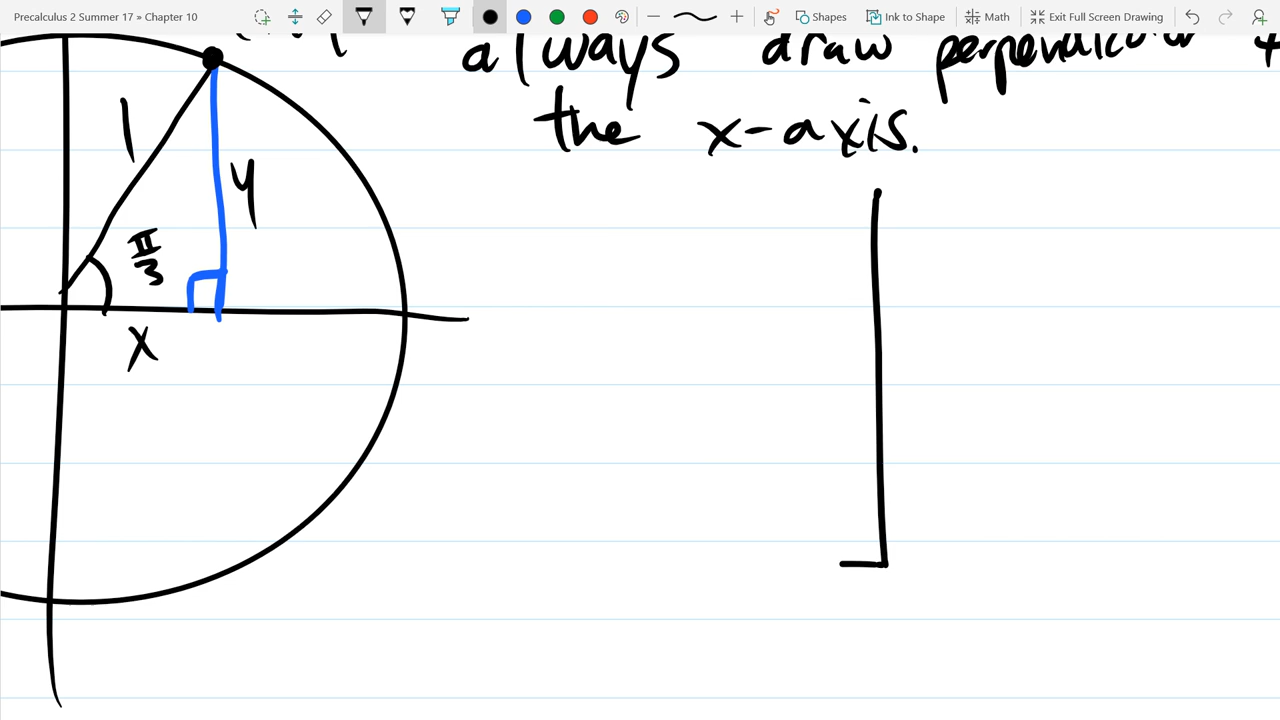 Precalculus 2 Summer 17 » Chapter 10
Shapes
Ink to Shape
Math
Exit Full Screen Drawing
always draw perpendicular
the x-axis.
1
y
π/3
x